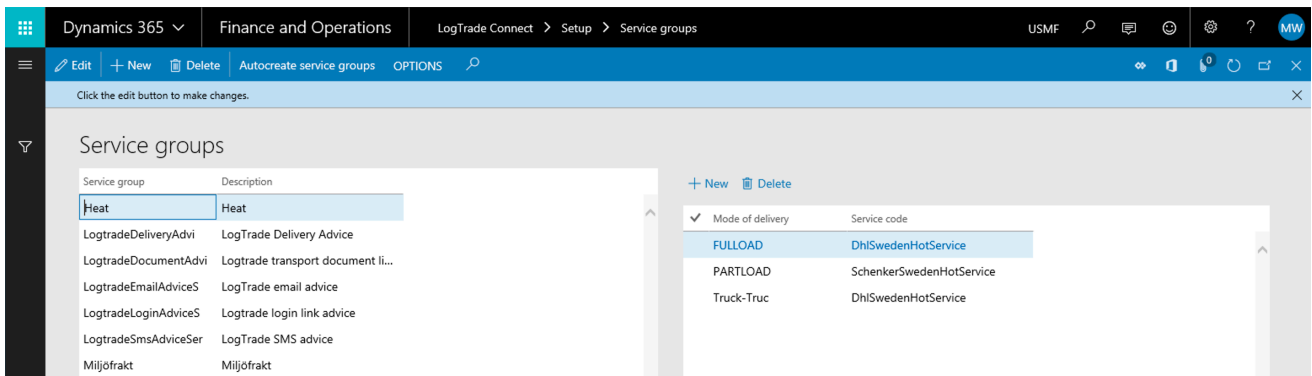 Dynamics 365 Finance and Operations LogTrade Connect > Setup > Service groups USMF ? MW
Edit + New Delete Autocreate service groups OPTIONS 0
Click the edit button to make changes.
Service groups
Service group Description
Heat Heat
LogtradeDeliveryAdvi LogTrade Delivery Advice
LogtradeDocumentAdvi Logtrade transport document li...
LogtradeEmailAdviceS LogTrade email advice
LogtradeLoginAdviceS Logtrade login link advice
LogtradeSmsAdviceSer LogTrade SMS advice
Miljöfrakt Miljöfrakt
+ New Delete
Mode of delivery Service code
FULLOAD DhlSwedenHotService
PARTLOAD SchenkerSwedenHotService
Truck-Truc DhlSwedenHotService